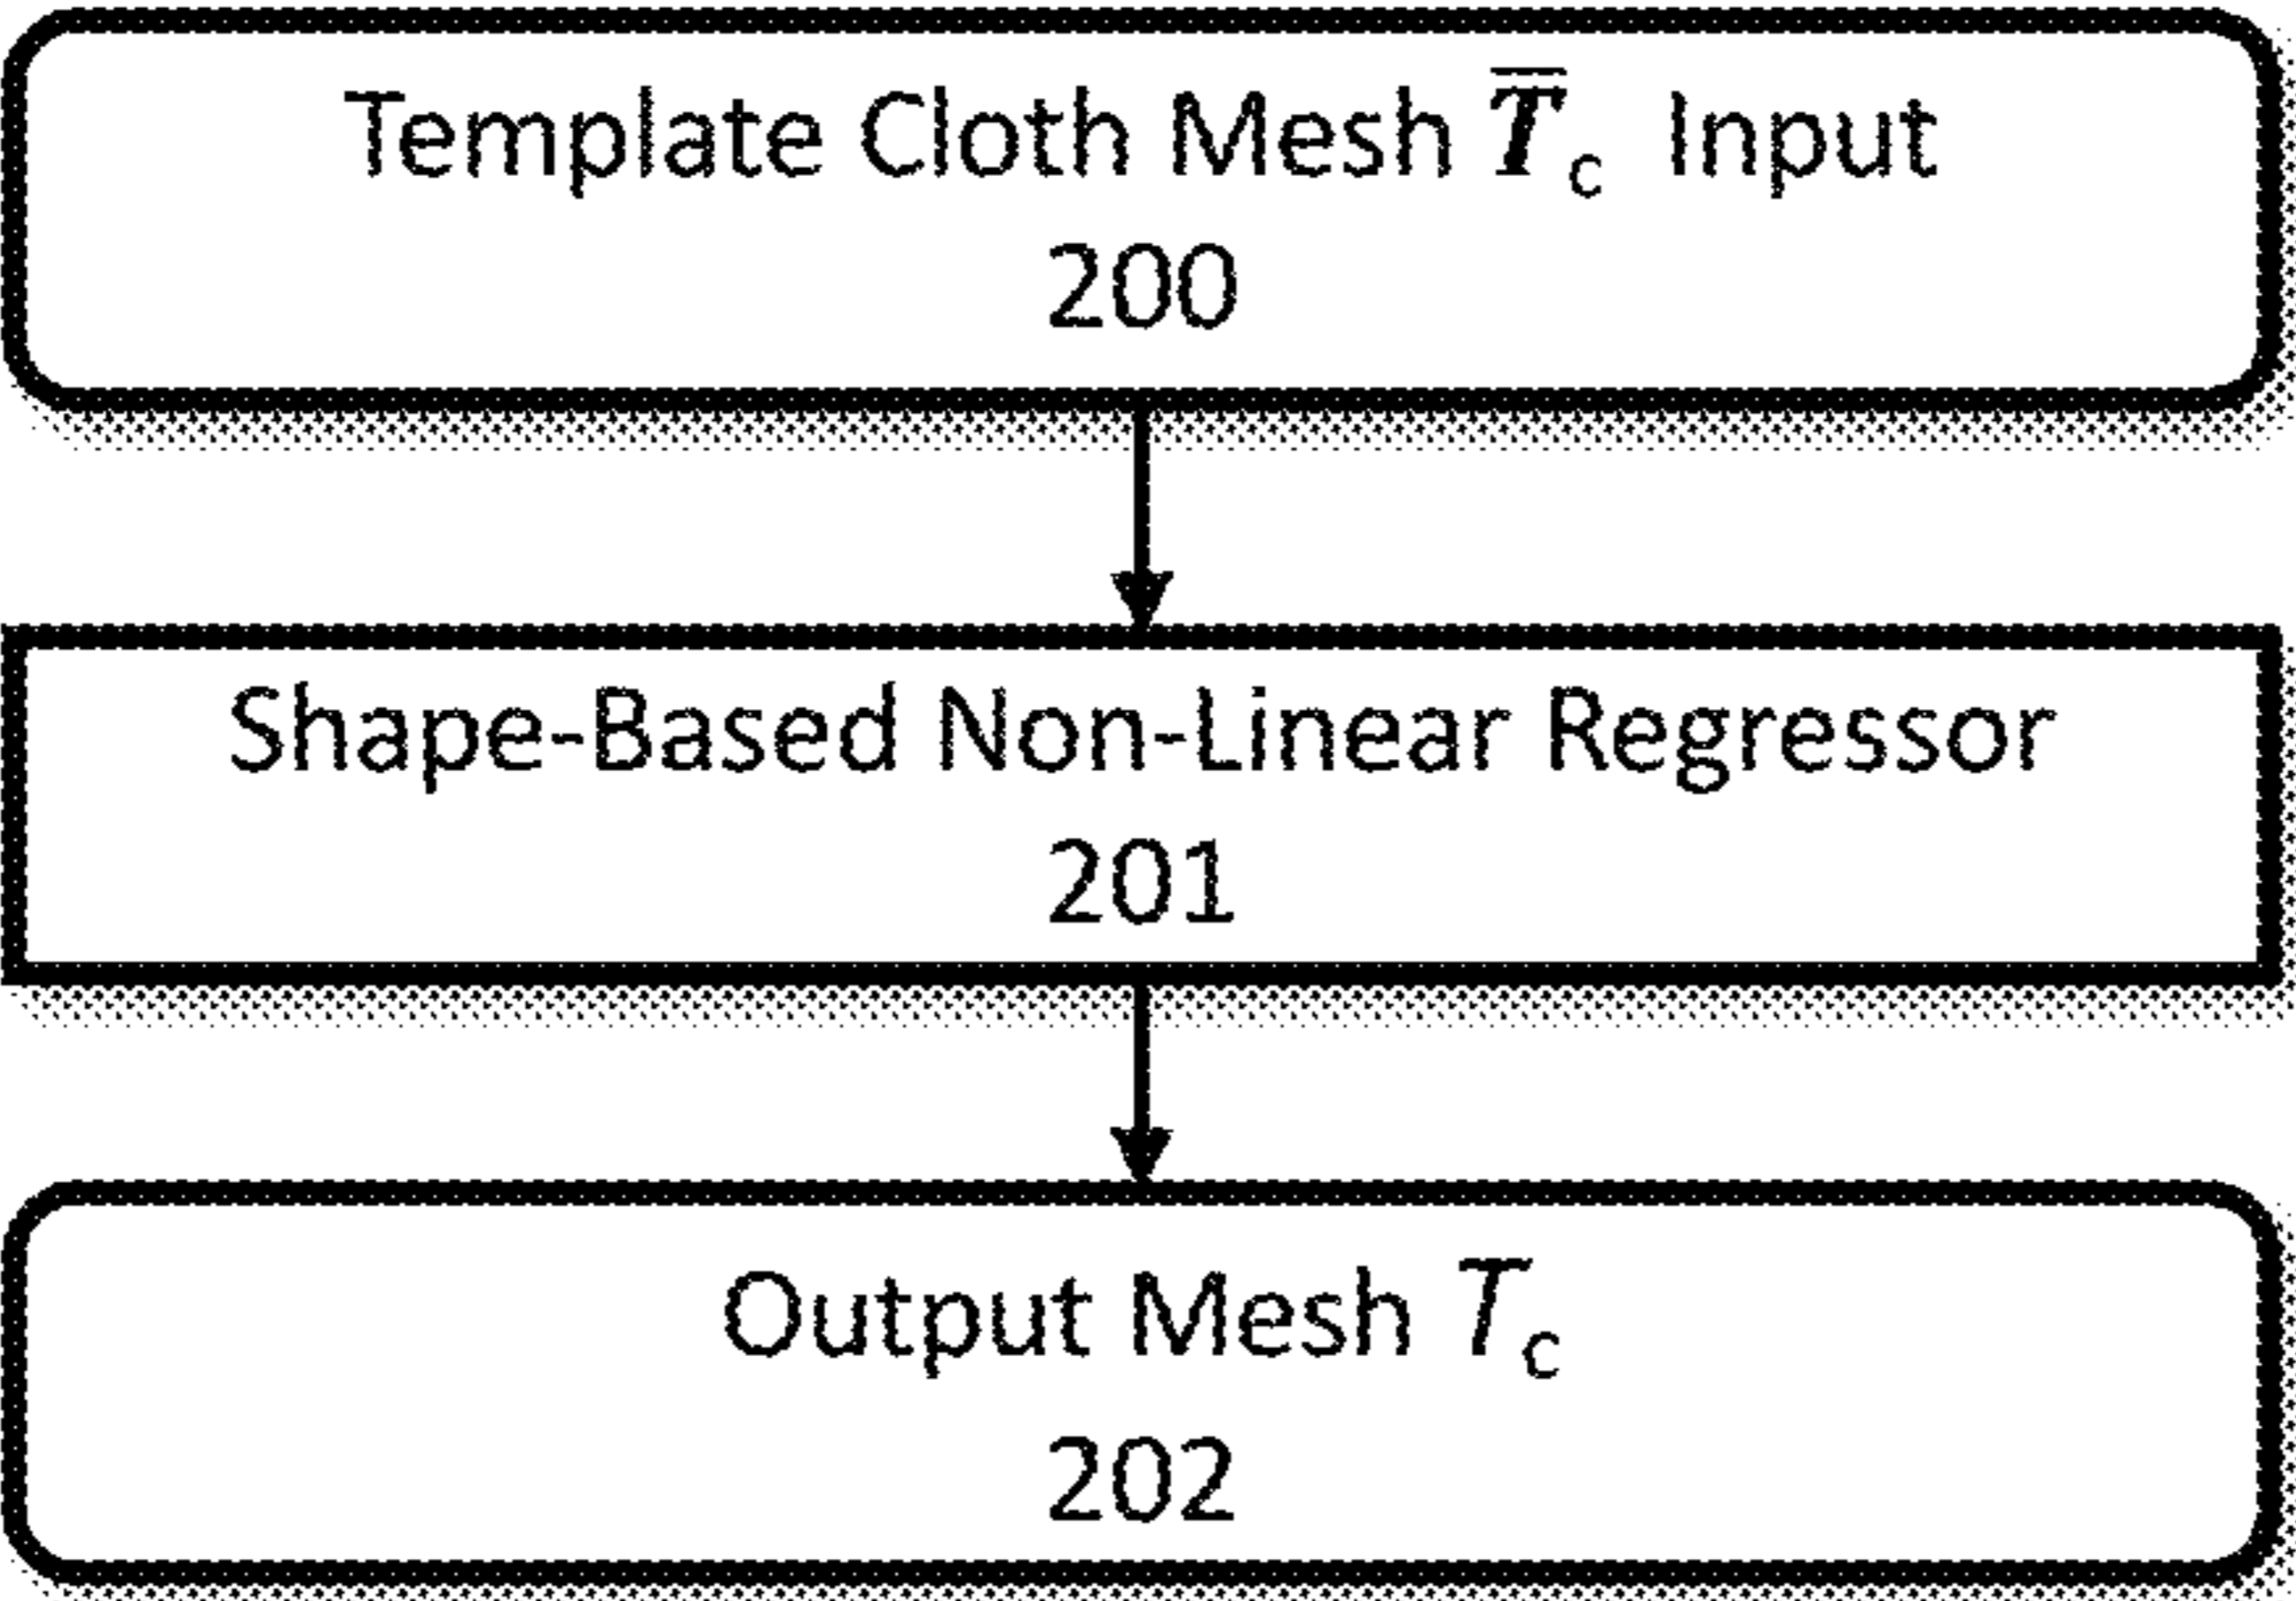 Template Cloth Mesh T̿c Input
200
Shape-Based Non-Linear Regressor
201
Output Mesh Tc
202